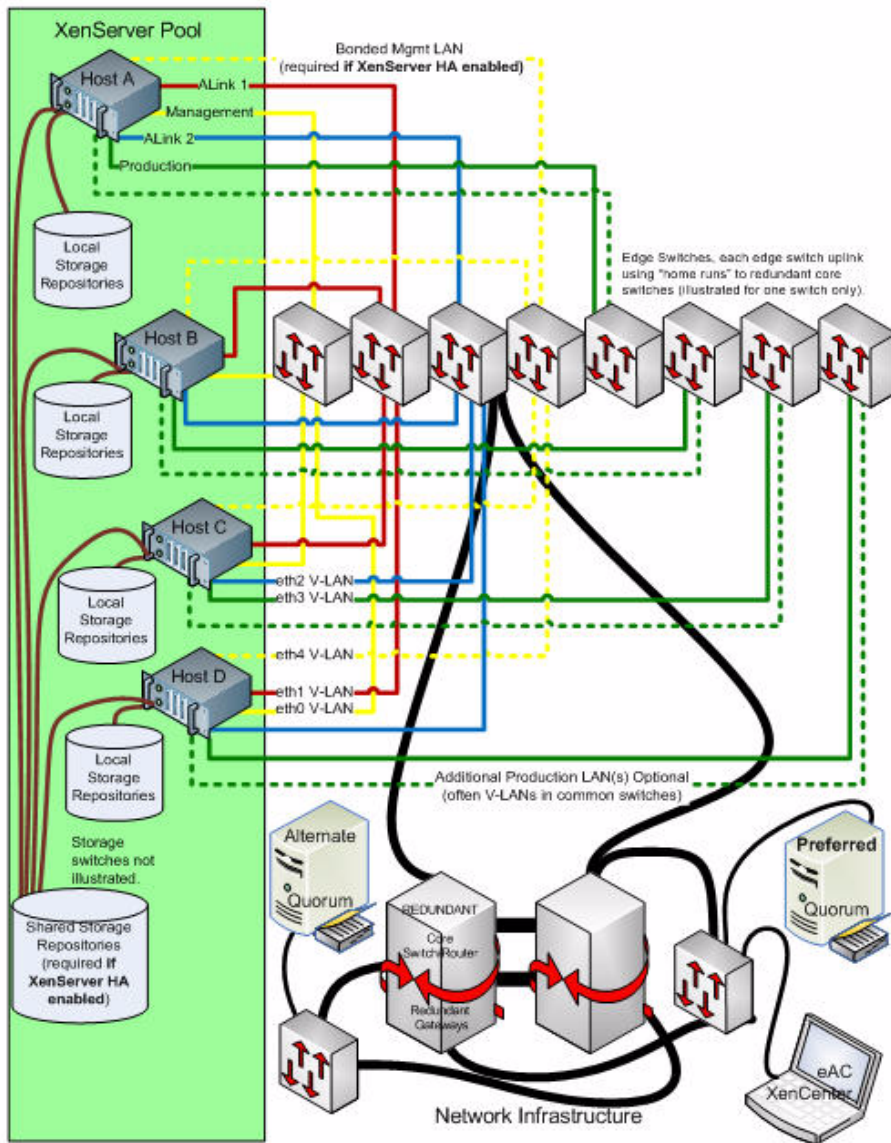 XenServer Pool
Host A
Bonded Mgmt LAN
(required if XenServer HA enabled)
ALink 1
Management
ALink 2
Production
Local
Storage
Repositories
Edge Switches, each edge switch uplink
using "home runs" to redundant core
switches (illustrated for one switch only).
Host B
Local
Storage
Repositories
Host C
eth2 V-LAN
eth3 V-LAN
Local
Storage
Repositories
Host D
eth4 V-LAN
eth1 V-LAN
eth0 V-LAN
Local
Storage
Repositories
Additional Production LAN(s) Optional
(often V-LANs in common switches)
Storage
switches not
illustrated.
Shared Storage
Repositories
(required if
XenServer HA
enabled)
Alternate
Quorum
REDUNDANT
Core
Switch/Router
Redundant
Gateways
Preferred
Quorum
eAC
XenCenter
Network Infrastructure